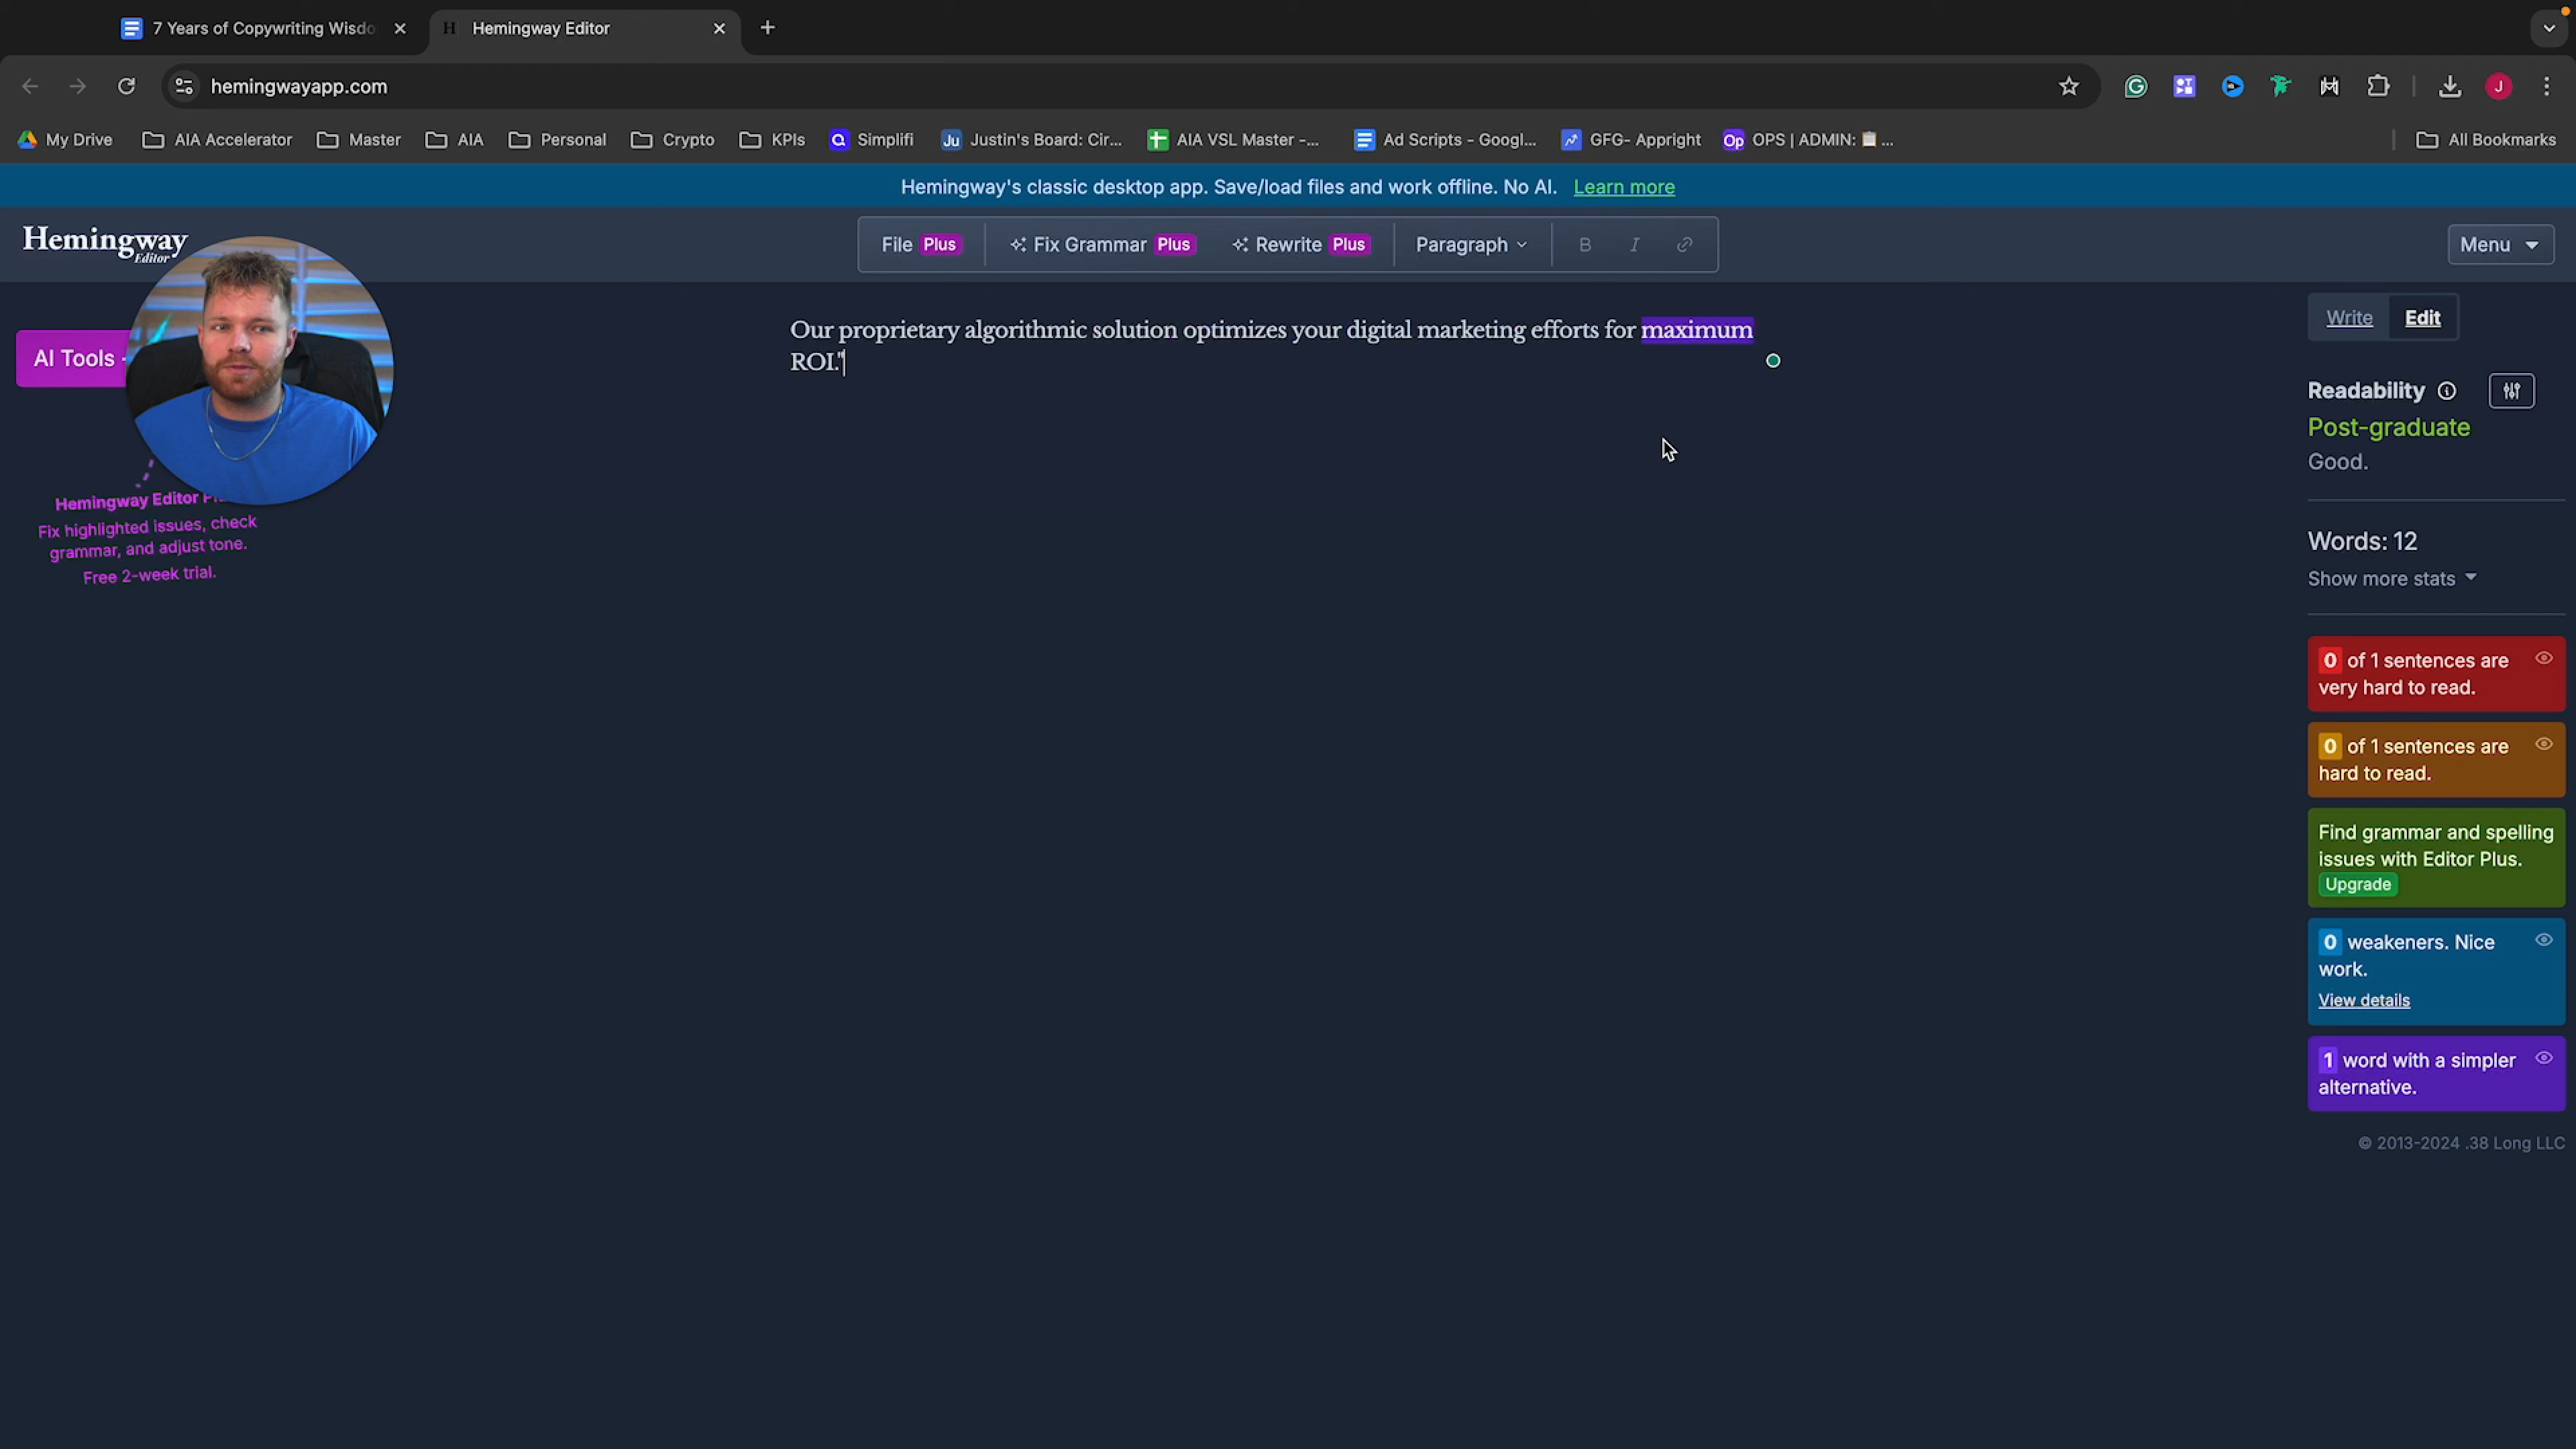 7 Years of Copywriting Wisdo
H Hemingway Editor
hemingwayapp.com
J
My Drive
AIA Accelerator
Master
AIA
Personal
Crypto
KPIs
Simplifi
Ju Justin's Board: Cir...
AIA VSL Master -...
Ad Scripts - Googl...
GFG- Appright
Op OPS | ADMIN: 📋 ...
All Bookmarks
Hemingway's classic desktop app. Save/load files and work offline. No AI. Learn more
Hemingway
Editor
File Plus
Fix Grammar Plus
Rewrite Plus
Paragraph
B I
Menu
AI Tools
Hemingway Editor
Fix highlighted issues, check
grammar, and adjust tone.
Free 2-week trial.
Our proprietary algorithmic solution optimizes your digital marketing efforts for maximum
ROI."
Write Edit
Readability
Post-graduate
Good.
Words: 12
Show more stats
0 of 1 sentences are
very hard to read.
0 of 1 sentences are
hard to read.
Find grammar and spelling
issues with Editor Plus.
Upgrade
0 weakeners. Nice
work.
View details
1 word with a simpler
alternative.
© 2013-2024 .38 Long LLC